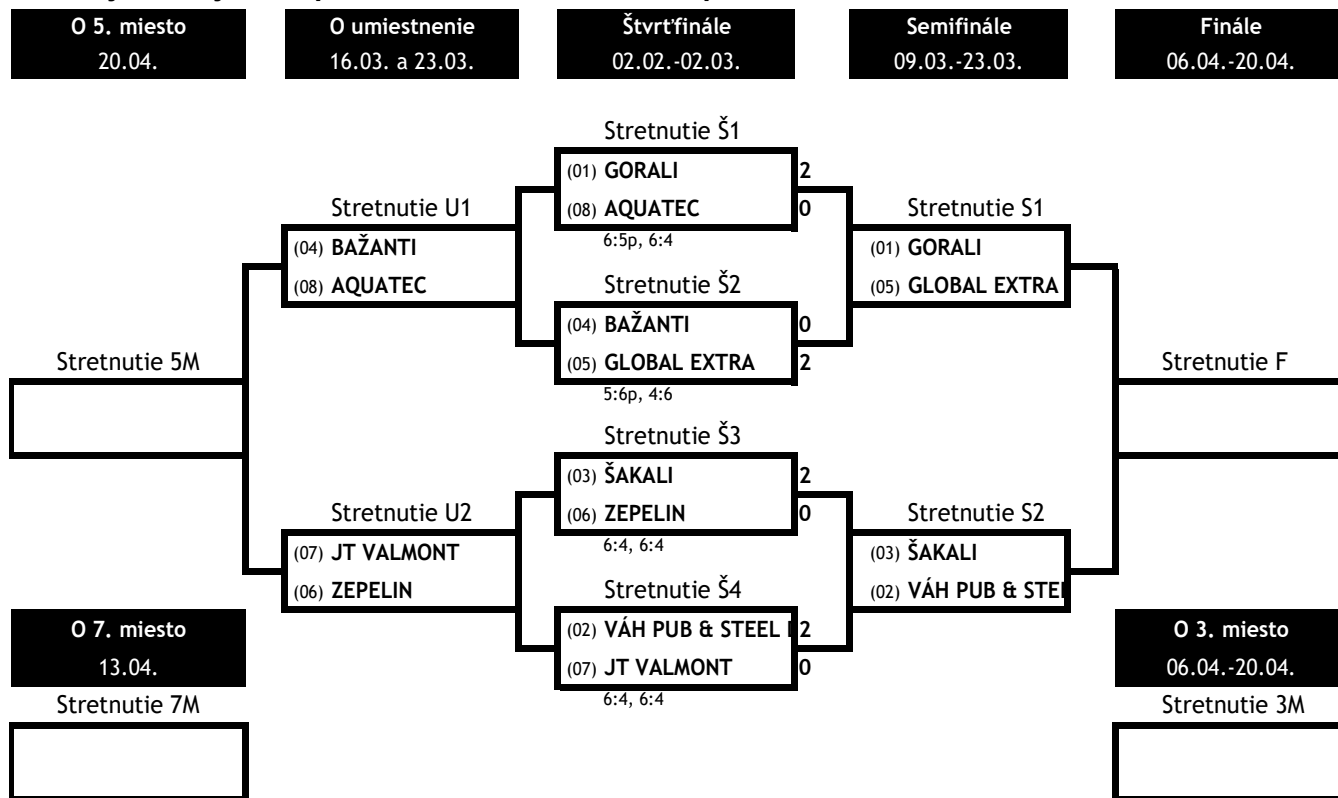 O 5. miesto
20.04.
O umiestnenie
16.03. a 23.03.
Štvrťfinále
02.02.-02.03.
Semifinále
09.03.-23.03.
Finále
06.04.-20.04.
Stretnutie Š1
(01) GORALI 2
(08) AQUATEC 0
6:5p, 6:4
Stretnutie U1
(04) BAŽANTI
(08) AQUATEC
Stretnutie S1
(01) GORALI
(05) GLOBAL EXTRA
Stretnutie Š2
(04) BAŽANTI 0
(05) GLOBAL EXTRA 2
5:6p, 4:6
Stretnutie 5M
Stretnutie F
Stretnutie Š3
(03) ŠAKALI 2
(06) ZEPELIN 0
6:4, 6:4
Stretnutie U2
(07) JT VALMONT
(06) ZEPELIN
Stretnutie S2
(03) ŠAKALI
(02) VÁH PUB & STE
Stretnutie Š4
(02) VÁH PUB & STEEL 2
(07) JT VALMONT 0
6:4, 6:4
O 7. miesto
13.04.
Stretnutie 7M
O 3. miesto
06.04.-20.04.
Stretnutie 3M